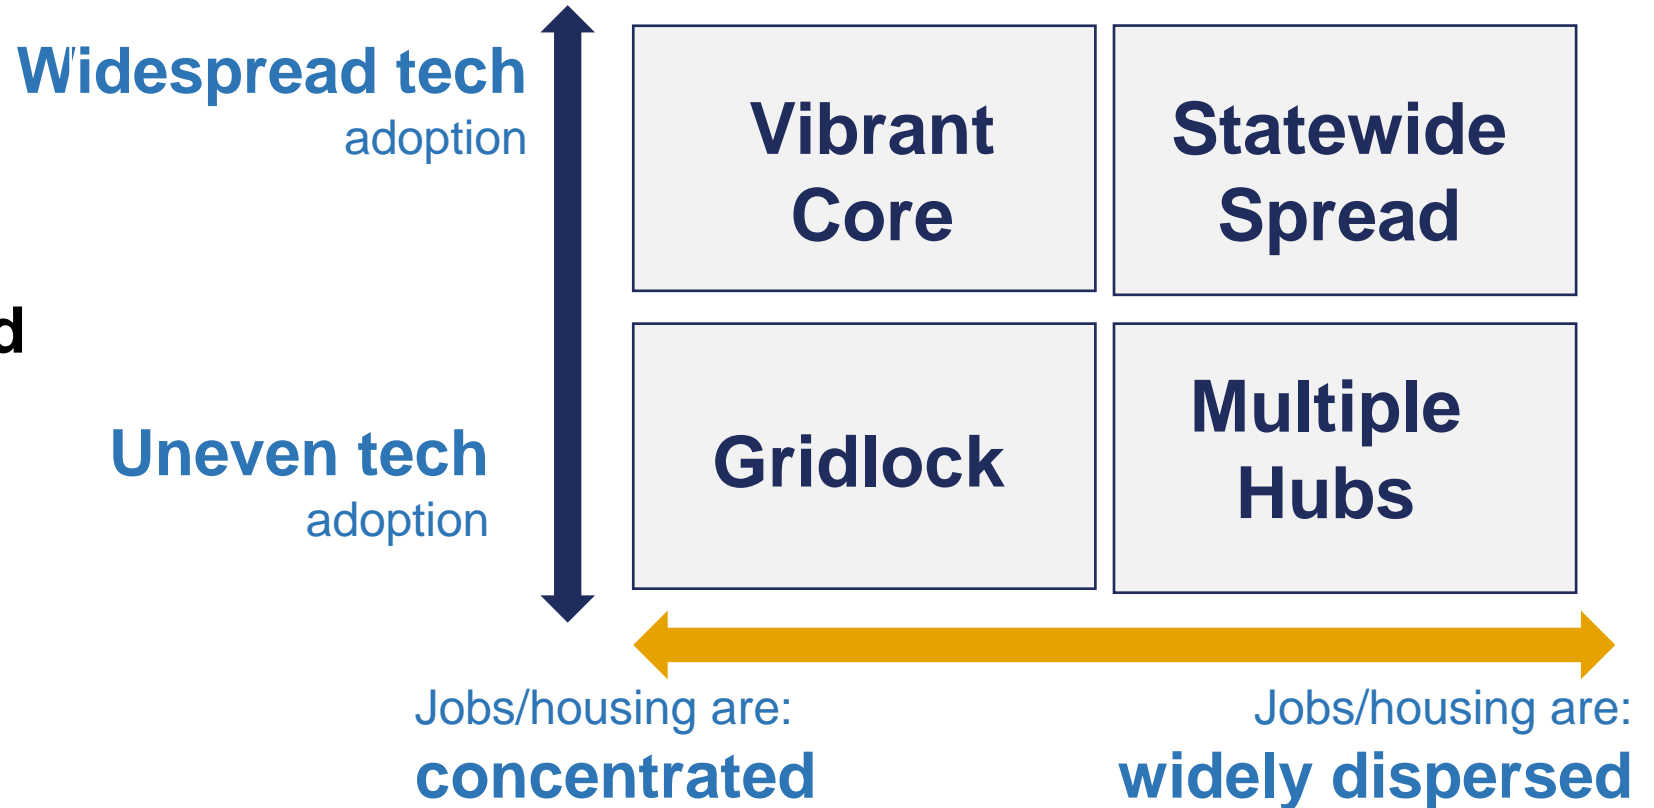 Widespread tech
adoption
Vibrant
Core
Statewide
Spread
d
Uneven tech
adoption
Gridlock
Multiple
Hubs
Jobs/housing are:
concentrated
Jobs/housing are:
widely dispersed